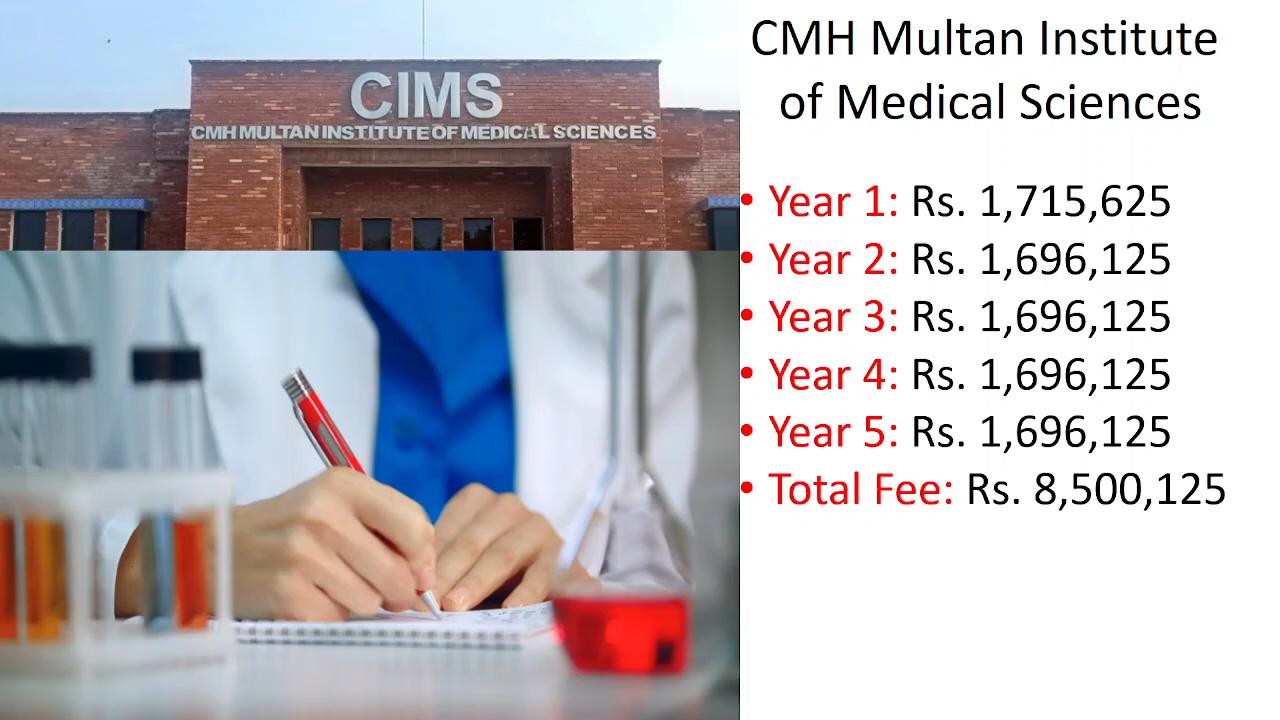 CIMS
CMH MULTAN INSTITUTE OF MEDICAL SCIENCES
CMH Multan Institute
of Medical Sciences
• Year 1: Rs. 1,715,625
• Year 2: Rs. 1,696,125
• Year 3: Rs. 1,696,125
• Year 4: Rs. 1,696,125
• Year 5: Rs. 1,696,125
• Total Fee: Rs. 8,500,125